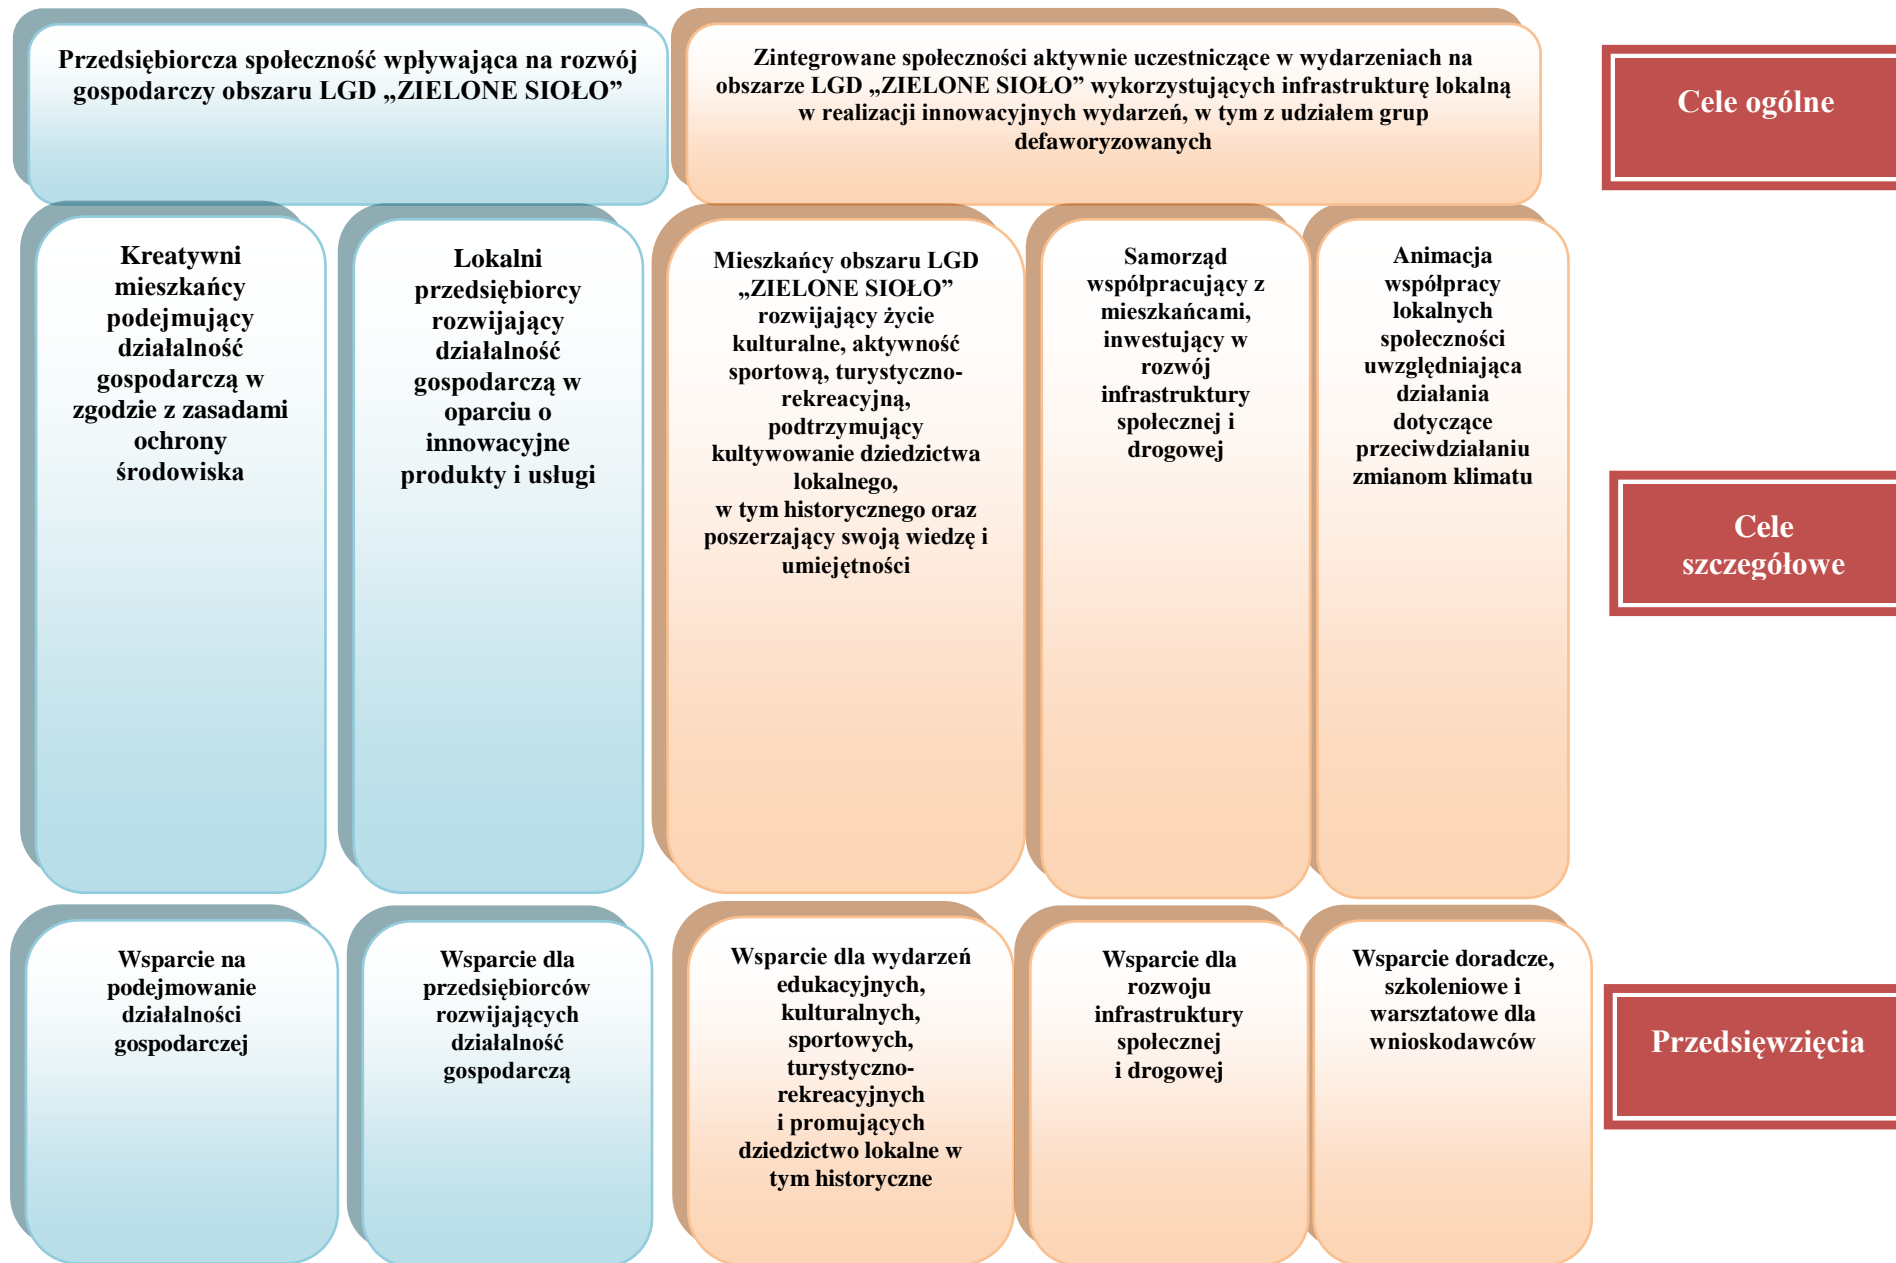 Przedsiębiorcza społeczność wpływająca na rozwój
gospodarczy obszaru LGD „ZIELONE SIOŁO”
Zintegrowane społeczności aktywnie uczestniczące w wydarzeniach na
obszarze LGD „ZIELONE SIOŁO” wykorzystujących infrastrukturę lokalną
w realizacji innowacyjnych wydarzeń, w tym z udziałem grup
defaworyzowanych
Cele ogólne
Kreatywni
mieszkańcy
podejmujący
działalność
gospodarczą w
zgodzie z zasadami
ochrony
środowiska
Lokalni
przedsiębiorcy
rozwijający
działalność
gospodarczą w
oparciu o
innowacyjne
produkty i usługi
Mieszkańcy obszaru LGD
„ZIELONE SIOŁO”
rozwijający życie
kulturalne, aktywność
sportową, turystyczno-
rekreacyjną,
podtrzymujący
kultywowanie dziedzictwa
lokalnego,
w tym historycznego oraz
poszerzający swoją wiedzę i
umiejętności
Samorząd
współpracujący z
mieszkańcami,
inwestujący w
rozwój
infrastruktury
społecznej i
drogowej
Animacja
współpracy
lokalnych
społeczności
uwzględniająca
działania
dotyczące
przeciwdziałaniu
zmianom klimatu
Cele
szczegółowe
Wsparcie na
podejmowanie
działalności
gospodarczej
Wsparcie dla
przedsiębiorców
rozwijających
działalność
gospodarczą
Wsparcie dla wydarzeń
edukacyjnych,
kulturalnych,
sportowych,
turystyczno-
rekreacyjnych
i promujących
dziedzictwo lokalne w
tym historyczne
Wsparcie dla
rozwoju
infrastruktury
społecznej
i drogowej
Wsparcie doradcze,
szkoleniowe i
warsztatowe dla
wnioskodawców
Przedsięwzięcia